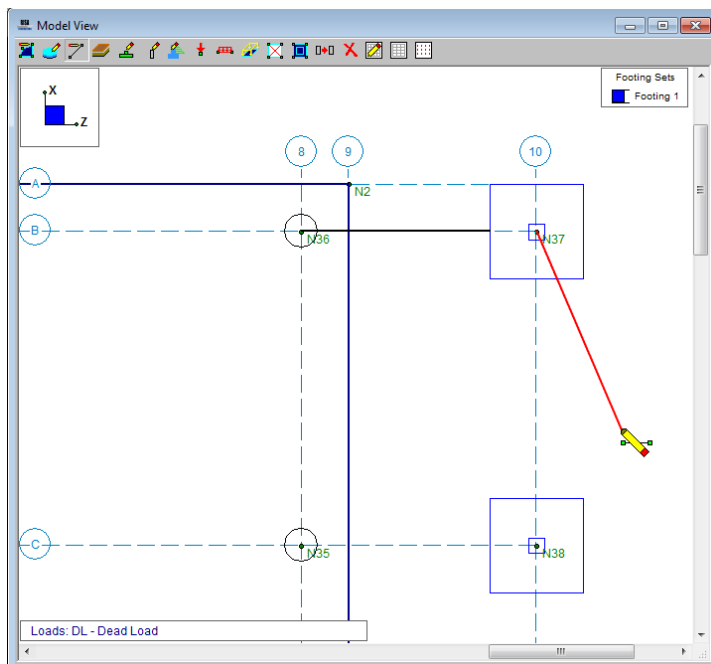 Model View
Footing Sets
Footing 1
X
Z
8
9
10
A
N2
B
N36
N37
C
N35
N38
Loads: DL - Dead Load